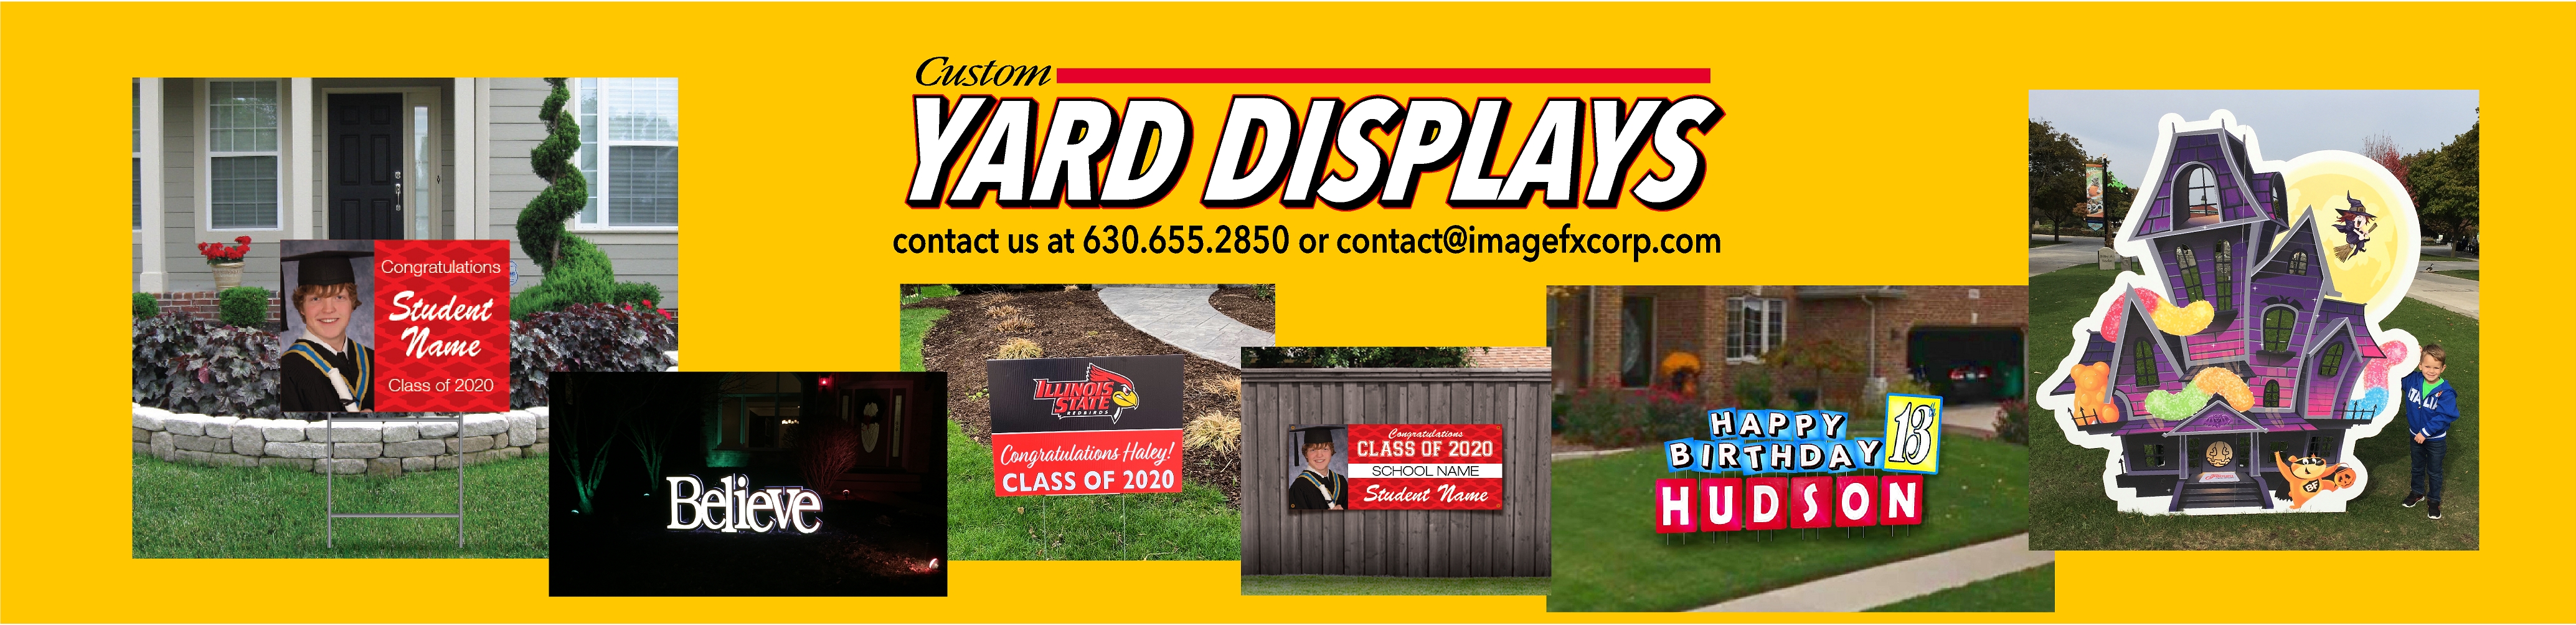 Custom
YARD DISPLAYS
contact us at 630.655.2850 or contact@imagefxcorp.com
Congratulations
Student
Name
Class of 2020
Believe
ILLINOIS
STATE
REDBIRDS
Congratulations Haley!
CLASS OF 2020
Congratulations
CLASS OF 2020
SCHOOL NAME
Student Name
HAPPY
BIRTHDAY
13th
HUDSON
BF